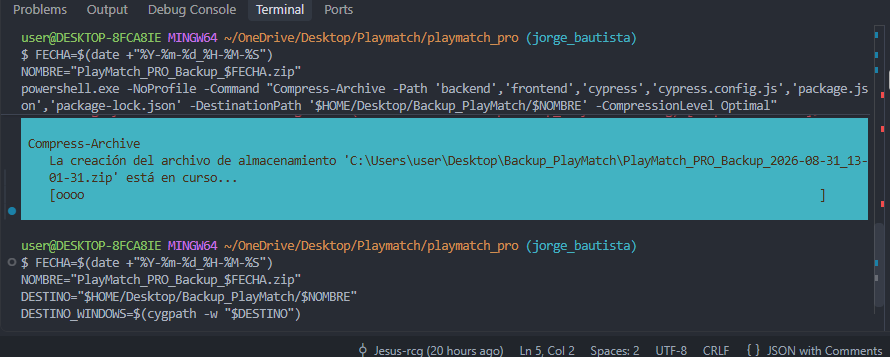 Problems Output Debug Console Terminal Ports
user@DESKTOP-8FCA8IE MINGW64 ~/OneDrive/Desktop/Playmatch/playmatch_pro (jorge_bautista)
$ FECHA=$(date +"%Y-%m-%d_%H-%M-%S")
NOMBRE="PlayMatch_PRO_Backup_$FECHA.zip"
powershell.exe -NoProfile -Command "Compress-Archive -Path 'backend','frontend','cypress','cypress.config.js','package.js
on','package-lock.json' -DestinationPath '$HOME/Desktop/Backup_PlayMatch/$NOMBRE' -CompressionLevel Optimal"
Compress-Archive
La creación del archivo de almacenamiento 'C:\Users\user\Desktop\Backup_PlayMatch\PlayMatch_PRO_Backup_2026-08-31_13-
01-31.zip' está en curso...
[oooo ]
user@DESKTOP-8FCA8IE MINGW64 ~/OneDrive/Desktop/Playmatch/playmatch_pro (jorge_bautista)
$ FECHA=$(date +"%Y-%m-%d_%H-%M-%S")
NOMBRE="PlayMatch_PRO_Backup_$FECHA.zip"
DESTINO="$HOME/Desktop/Backup_PlayMatch/$NOMBRE"
DESTINO_WINDOWS=$(cygpath -w "$DESTINO")
Jesus-rcg (20 hours ago) Ln 5, Col 2 Spaces: 2 UTF-8 CRLF { } JSON with Comments